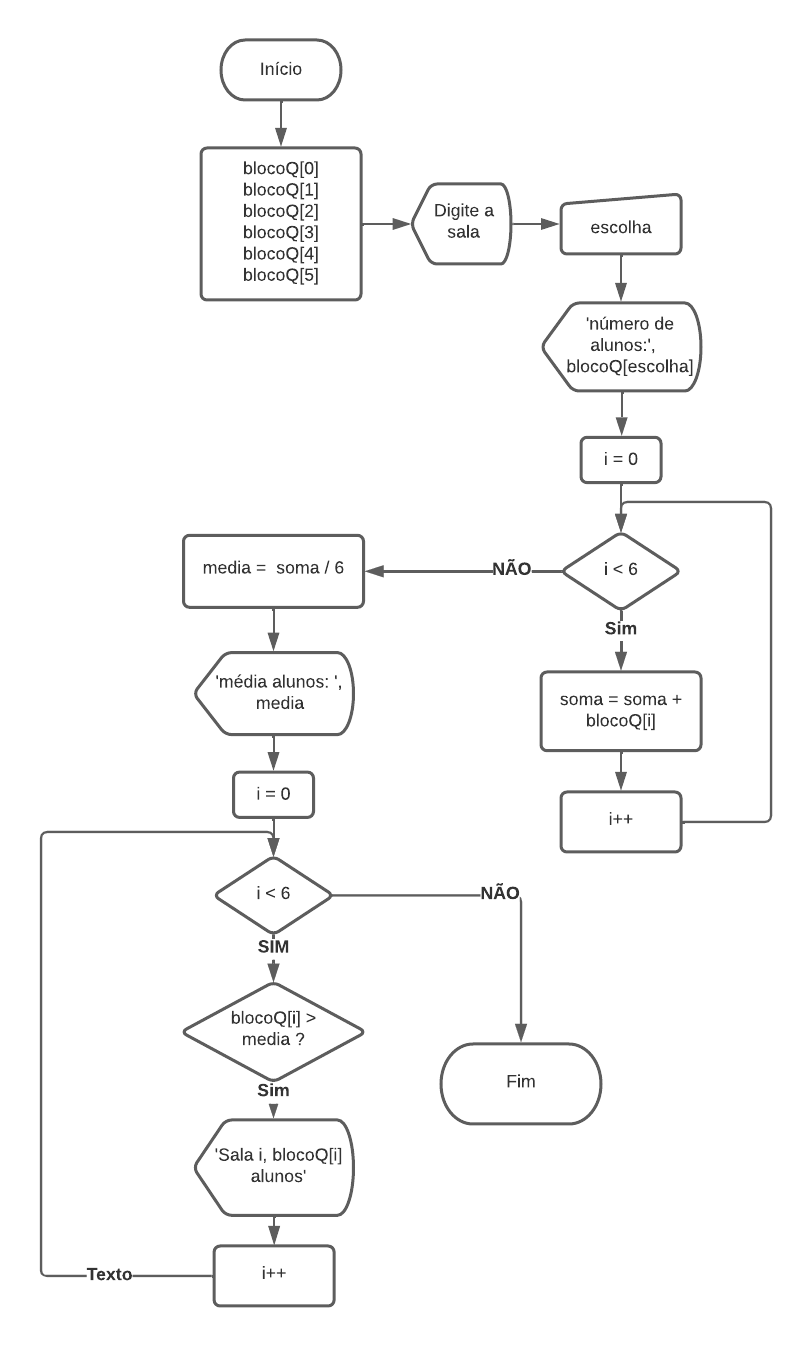 Início
blocoQ[0]
blocoQ[1]
blocoQ[2]
blocoQ[3]
blocoQ[4]
blocoQ[5]
Digite a
sala
escolha
'número de
alunos:',
blocoQ[escolha]
i = 0
i < 6
NÃO
Sim
soma = soma +
blocoQ[i]
i++
media = soma / 6
'média alunos: ',
media
i = 0
i < 6
NÃO
SIM
blocoQ[i] >
media ?
Sim
Fim
'Sala i, blocoQ[i]
alunos'
i++
Texto